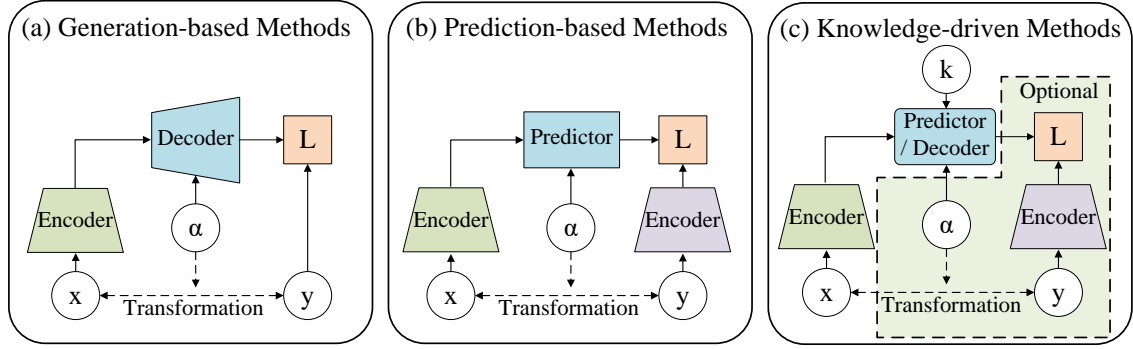 (a) Generation-based Methods
Decoder
L
Encoder
α
x
Transformation
y
(b) Prediction-based Methods
Predictor
L
Encoder
α
Encoder
x
Transformation
y
(c) Knowledge-driven Methods
k
Optional
Predictor
/ Decoder
L
Encoder
α
Encoder
x
Transformation
y